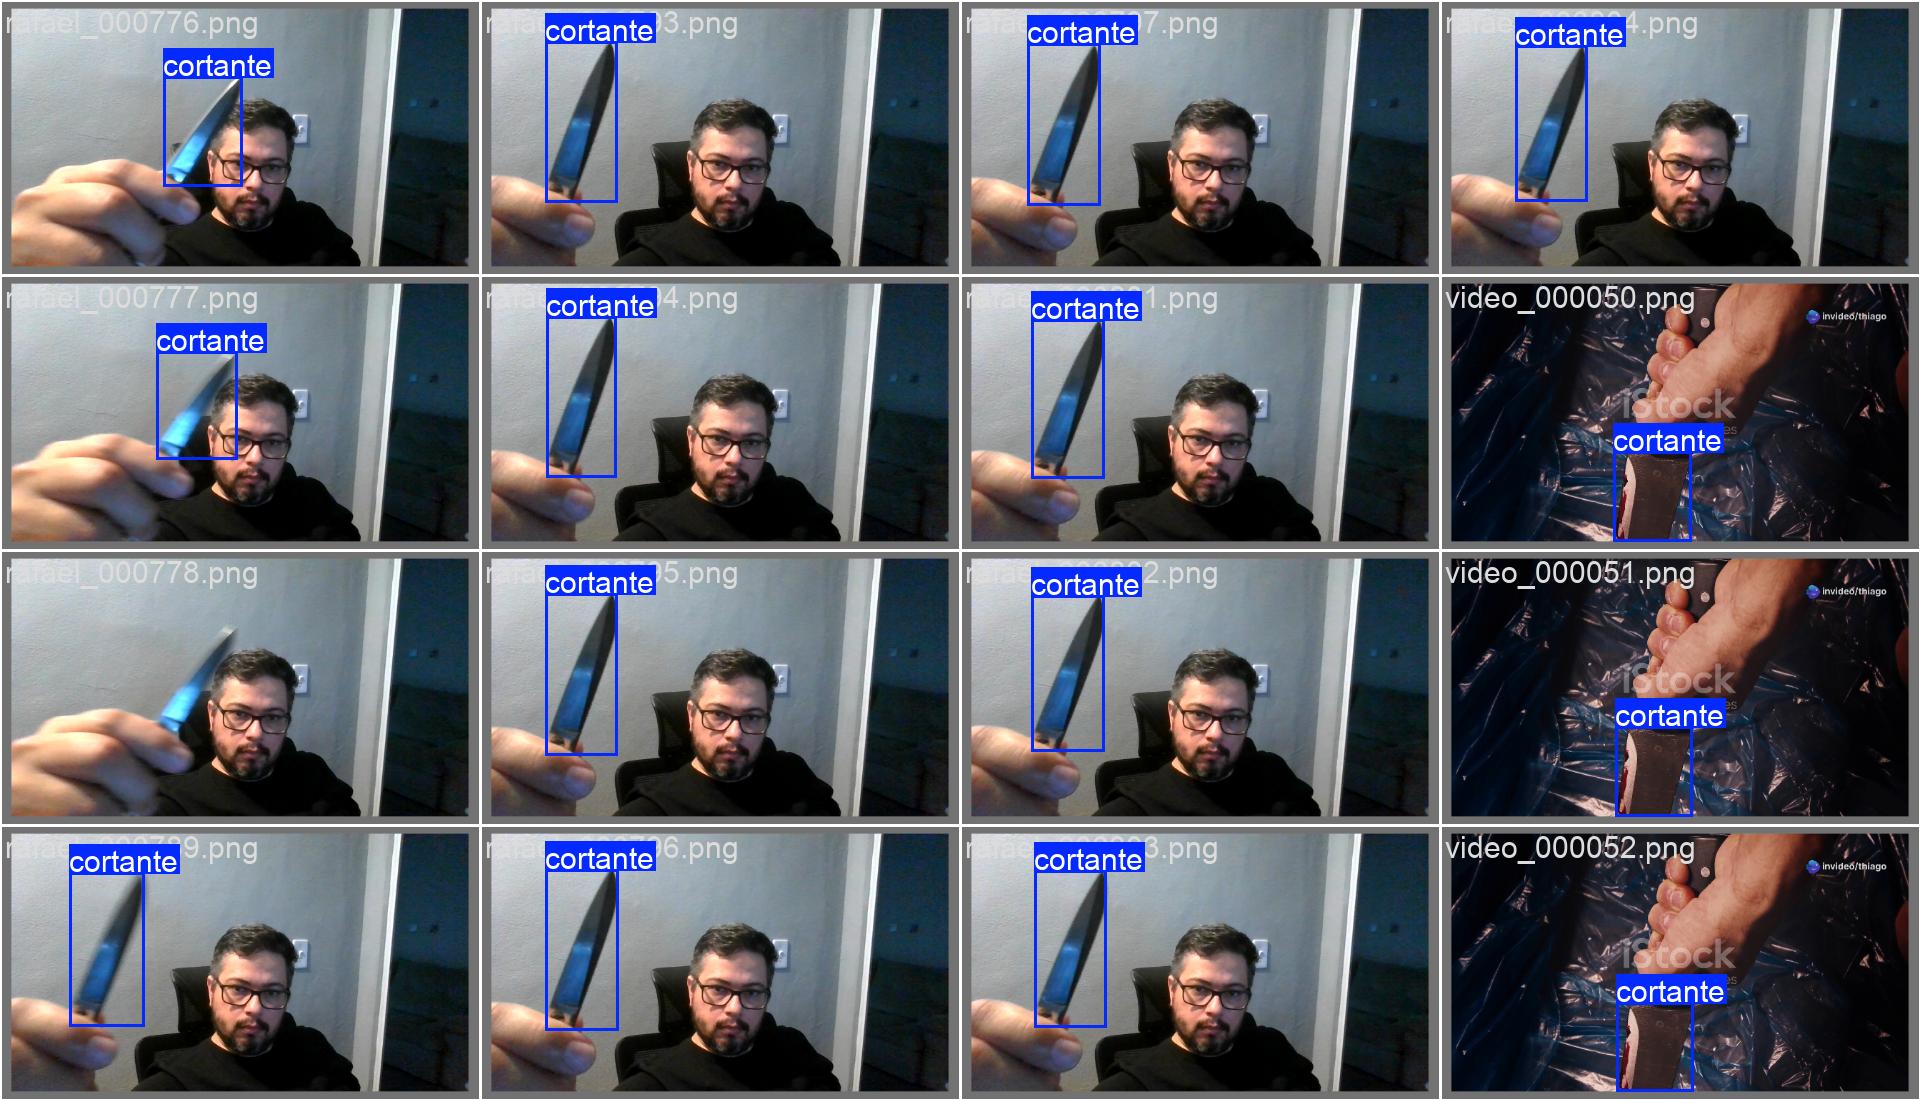 rafael_000776.png
cortante
cortante
cortante
cortante
rafael_000777.png
cortante
cortante
cortante
video_000050.png
invideo/thiago
iStock
cortante
rafael_000778.png
cortante
cortante
video_000051.png
invideo/thiago
iStock
cortante
cortante
cortante
cortante
video_000052.png
invideo/thiago
iStock
cortante